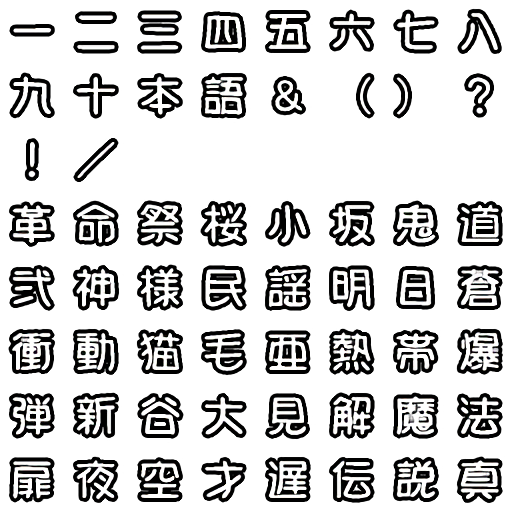 一二三四五六七八
九十本語&（）?
!／
革命祭桜小坂鬼道
弐神様民謡明日蒼
衝動猫毛亜熱帯爆
弾新谷大見解魔法
扉夜空才遅伝説真